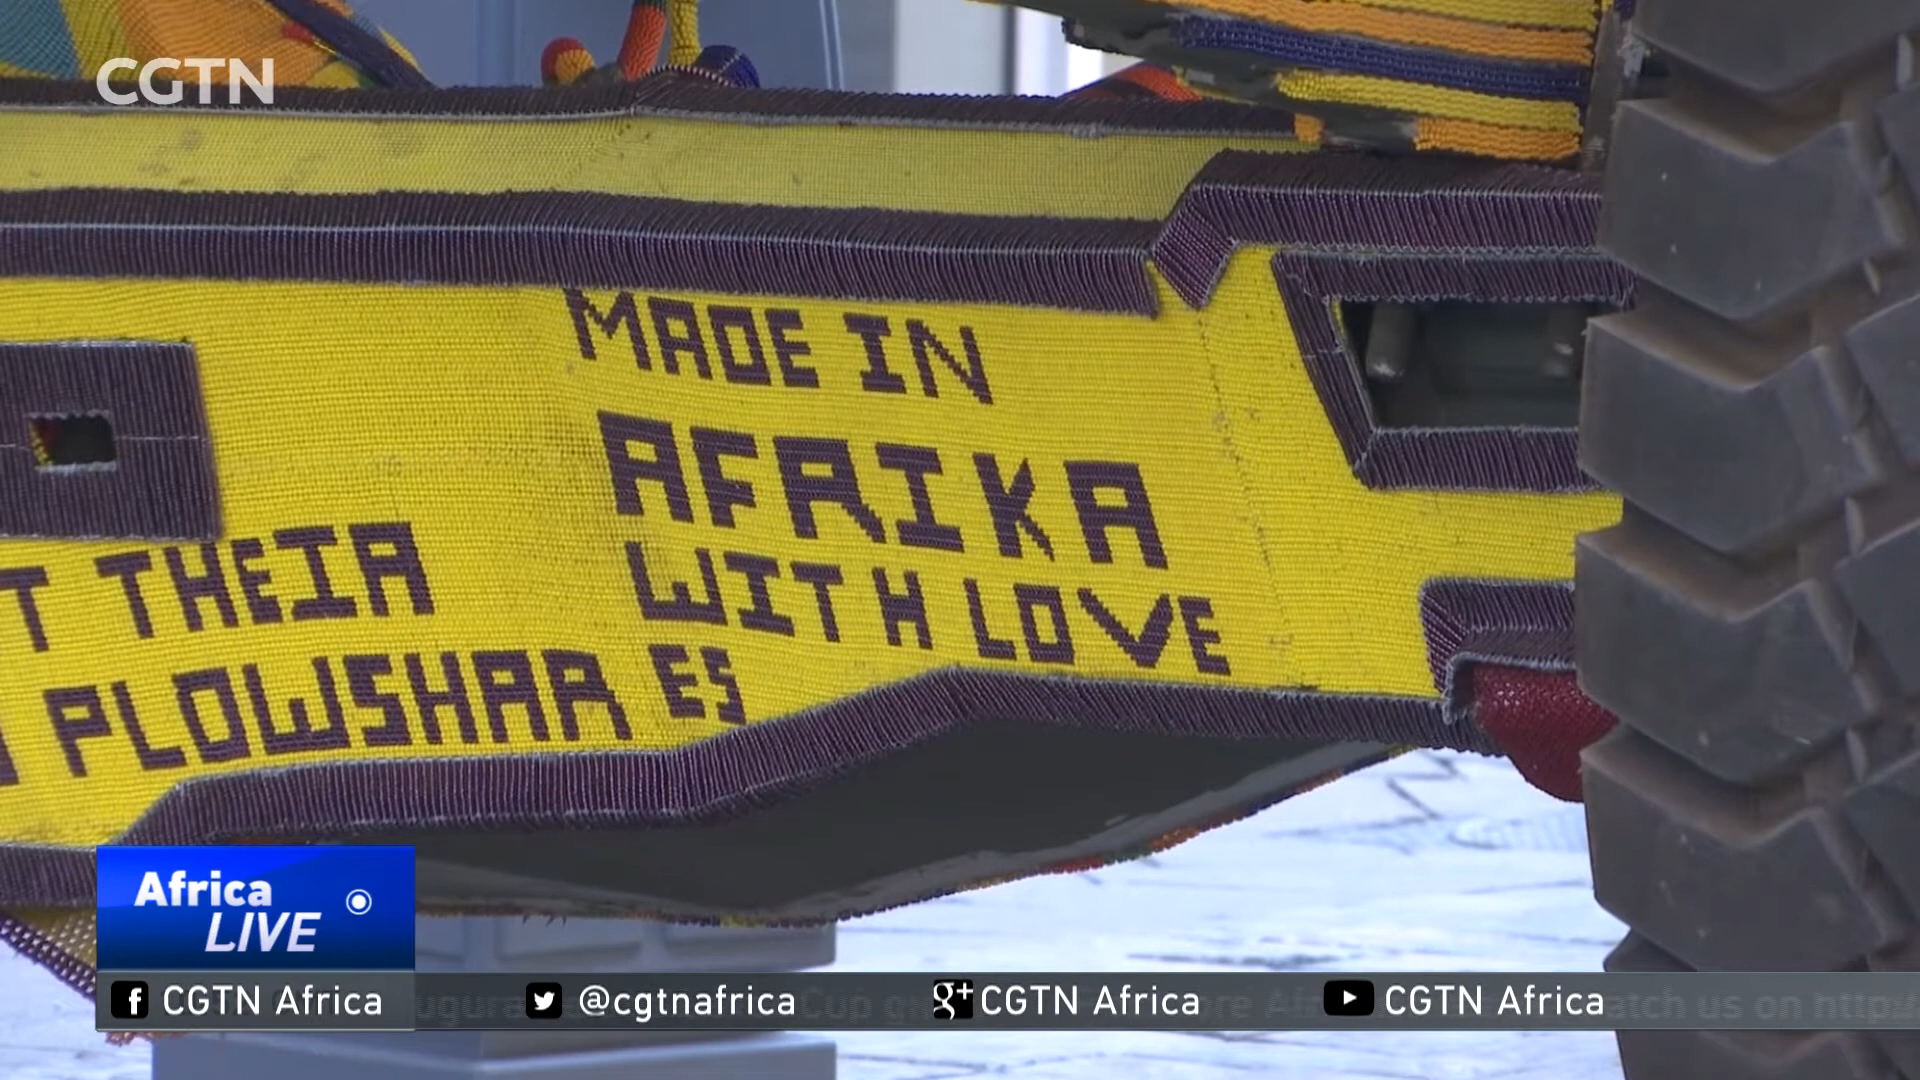 CGTN
MADE IN
AFRIKA
WITH LOVE
THEIR
PLOWSHARES
Africa
LIVE
CGTN Africa
@cgtnafrica
CGTN Africa
CGTN Africa